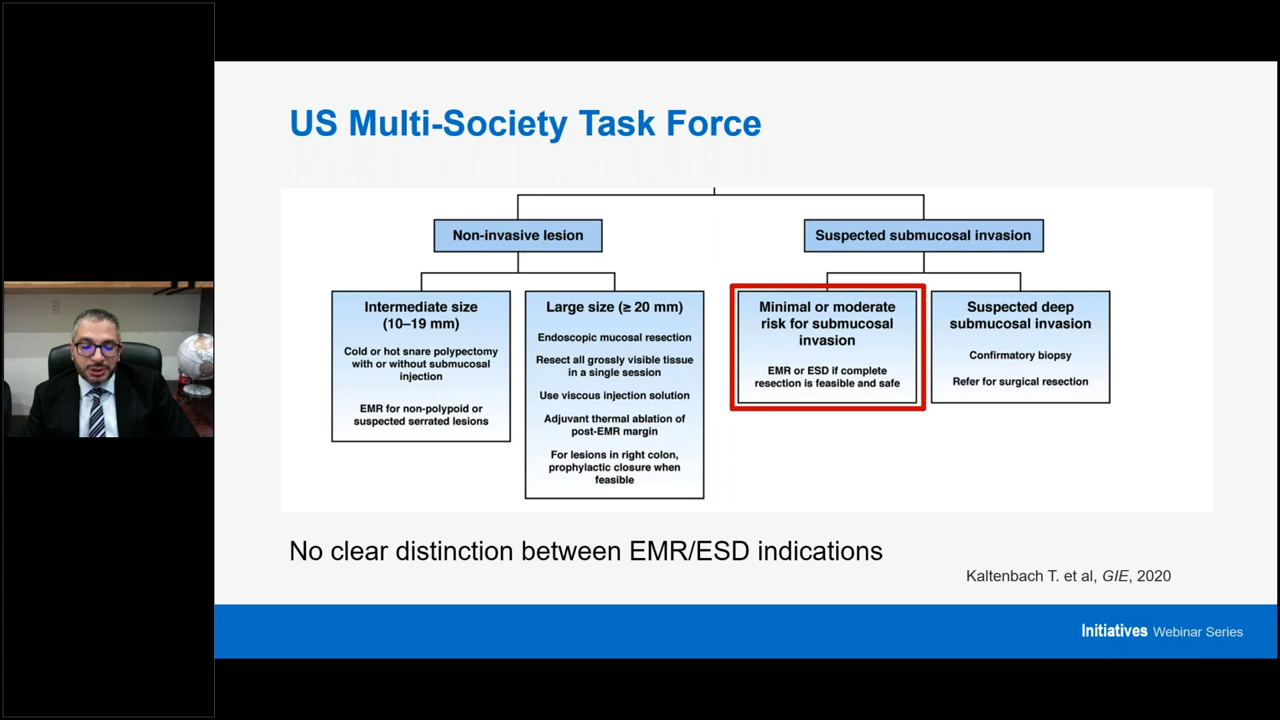 US Multi-Society Task Force
Non-invasive lesion
Suspected submucosal invasion
Intermediate size
(10–19 mm)
Cold or hot snare polypectomy
with or without submucosal
injection
EMR for non-polypoid or
suspected serrated lesions
Large size (≥ 20 mm)
Endoscopic mucosal resection
Resect all grossly visible tissue
in a single session
Use viscous injection solution
Adjuvant thermal ablation of
post-EMR margin
For lesions in right colon,
prophylactic closure when
feasible
Minimal or moderate
risk for submucosal
invasion
EMR or ESD if complete
resection is feasible and safe
Suspected deep
submucosal invasion
Confirmatory biopsy
Refer for surgical resection
No clear distinction between EMR/ESD indications
Kaltenbach T. et al, GIE, 2020
Initiatives Webinar Series